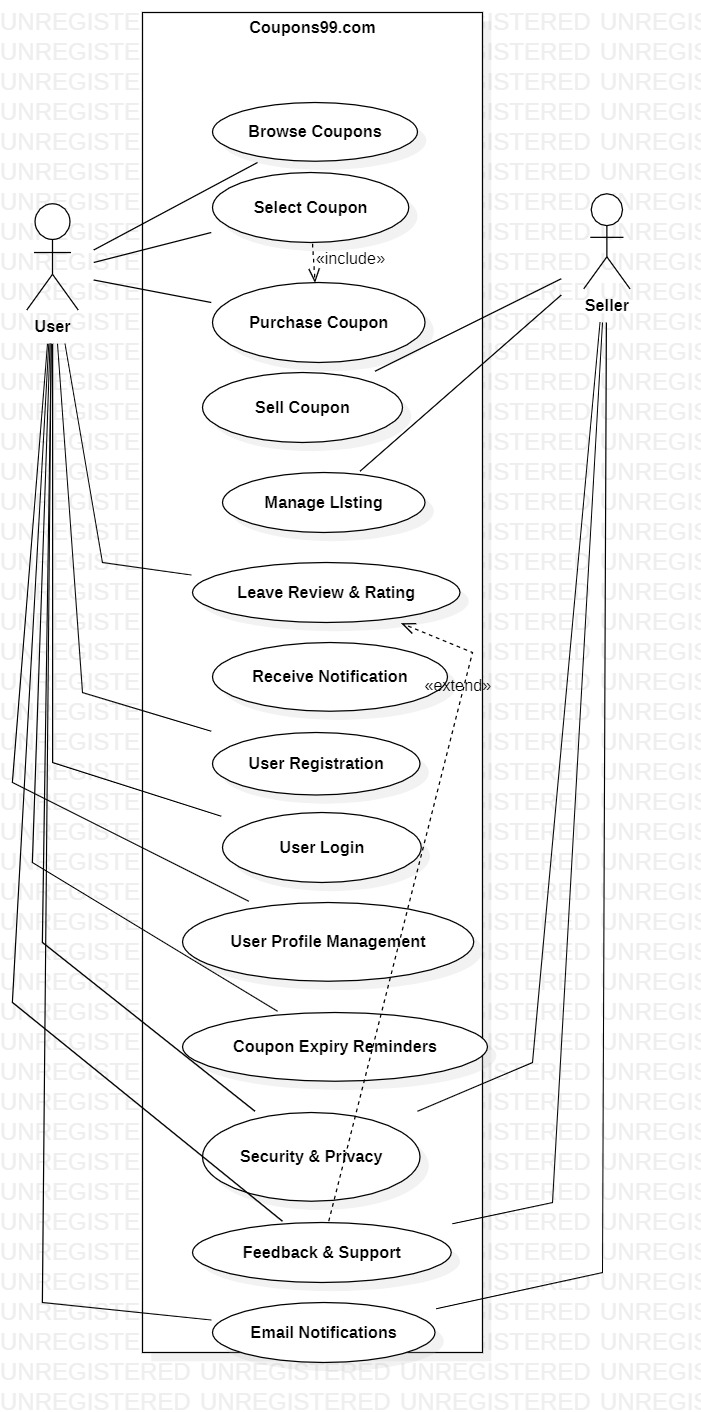 Coupons99.com
Browse Coupons
Select Coupon
«include»
Purchase Coupon
User
Seller
Sell Coupon
Manage LIsting
Leave Review & Rating
Receive Notification
«extend»
User Registration
User Login
User Profile Management
Coupon Expiry Reminders
Security & Privacy
Feedback & Support
Email Notifications
UNREGISTERED UNREGISTERED UNREGISTERED